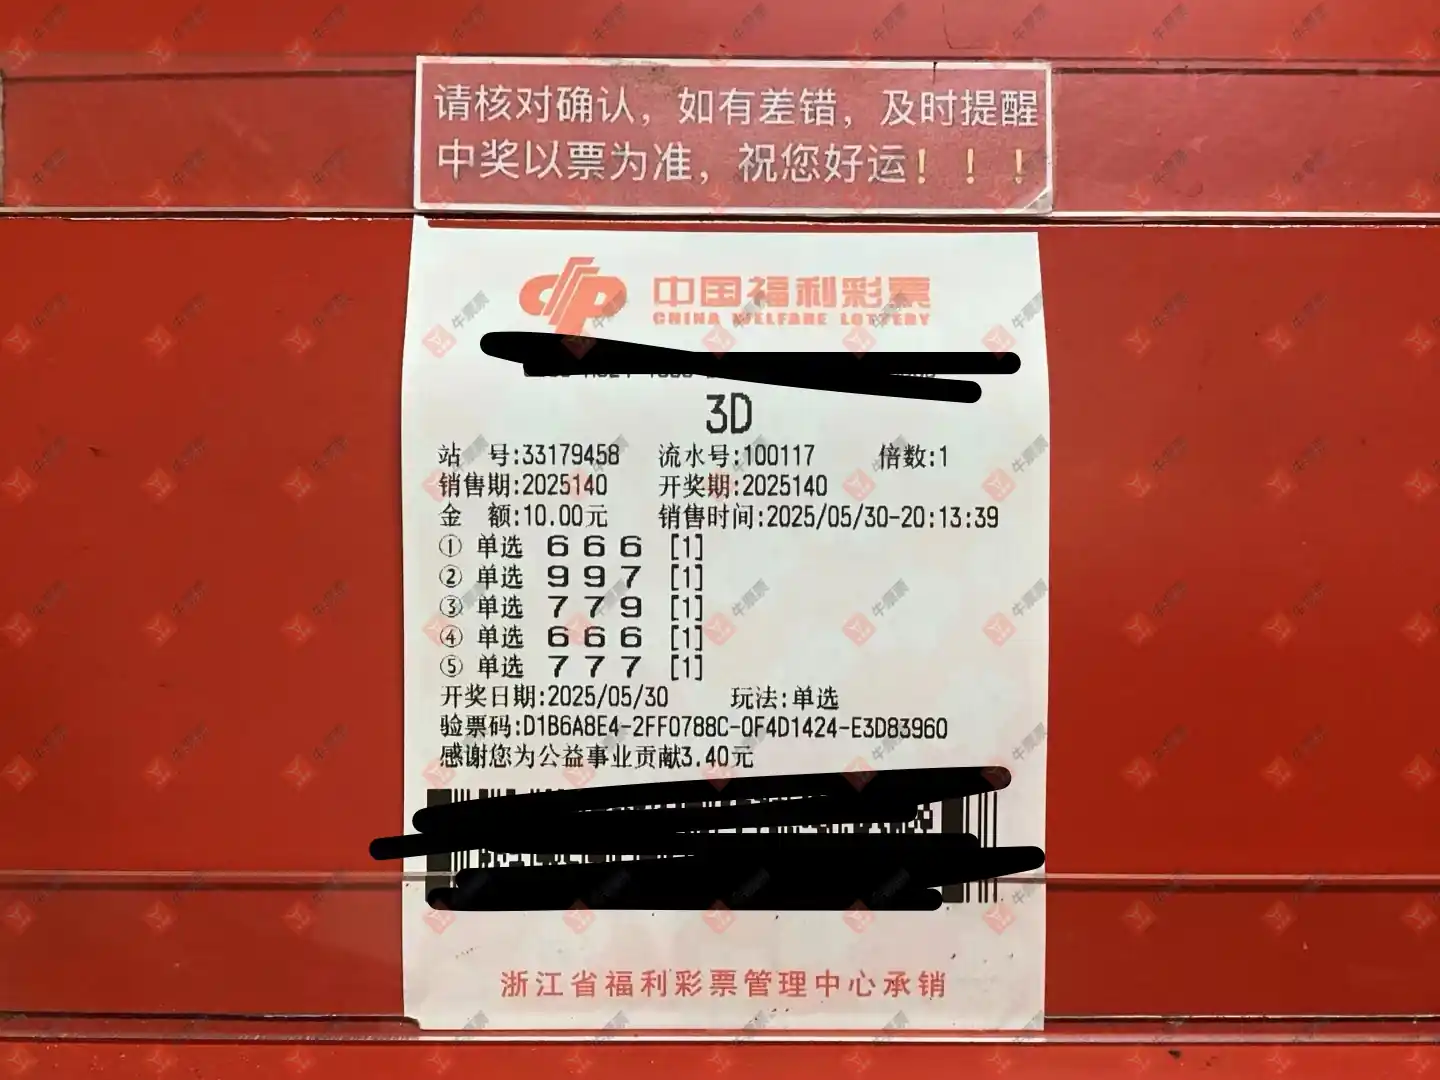 请核对确认，如有差错，及时提醒
中奖以票为准，祝您好运！！！
中国福利彩票
CHINA WELFARE LOTTERY
3D
站 号:33179458 流水号:100117 倍数:1
销售期:2025140 开奖期:2025140
金 额:10.00元 销售时间:2025/05/30-20:13:39
① 单选 6 6 6 [1]
② 单选 9 9 7 [1]
③ 单选 7 7 9 [1]
④ 单选 6 6 6 [1]
⑤ 单选 7 7 7 [1]
开奖日期:2025/05/30 玩法:单选
验票码:D1B6A8E4-2FF0788C-0F4D1424-E3D83960
感谢您为公益事业贡献3.40元
浙江省福利彩票管理中心承销
牛票票